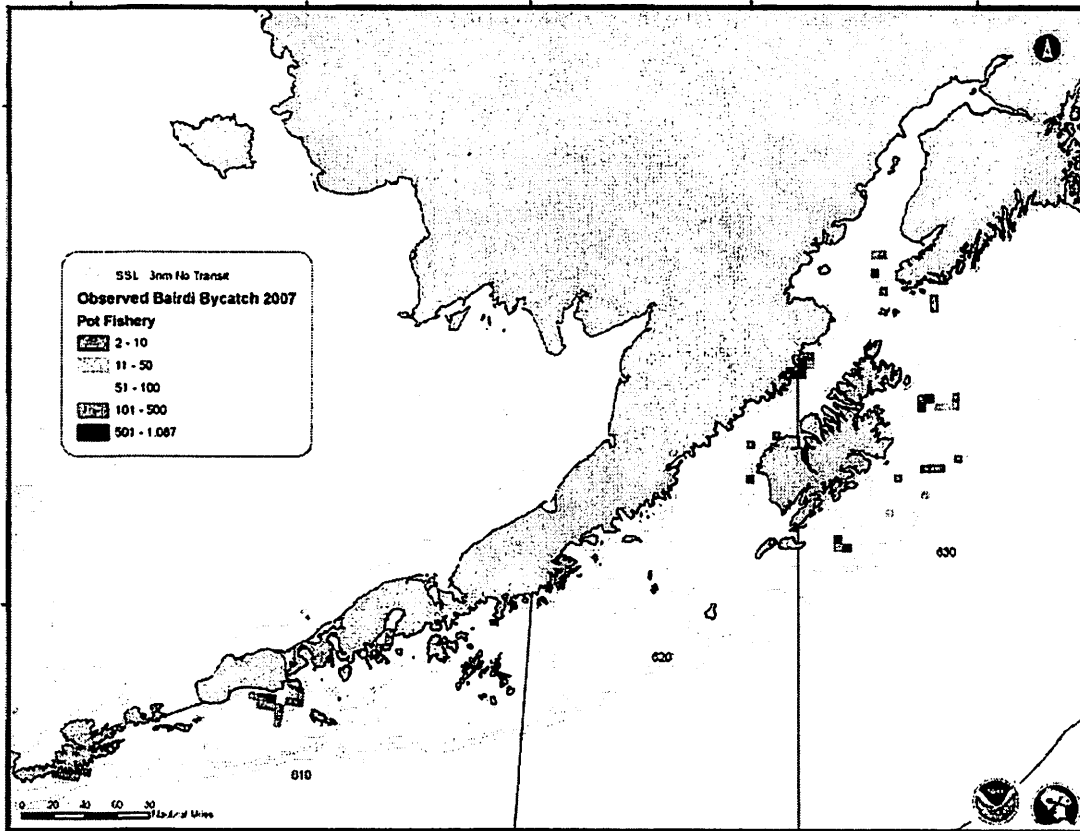 SSL 3nm No Transit
Observed Bairdi Bycatch 2007
Pot Fishery
2 - 10
11 - 50
51 - 100
101 - 500
501 - 1,087
630
620
610
0 20 40 60 80
Nautical Miles